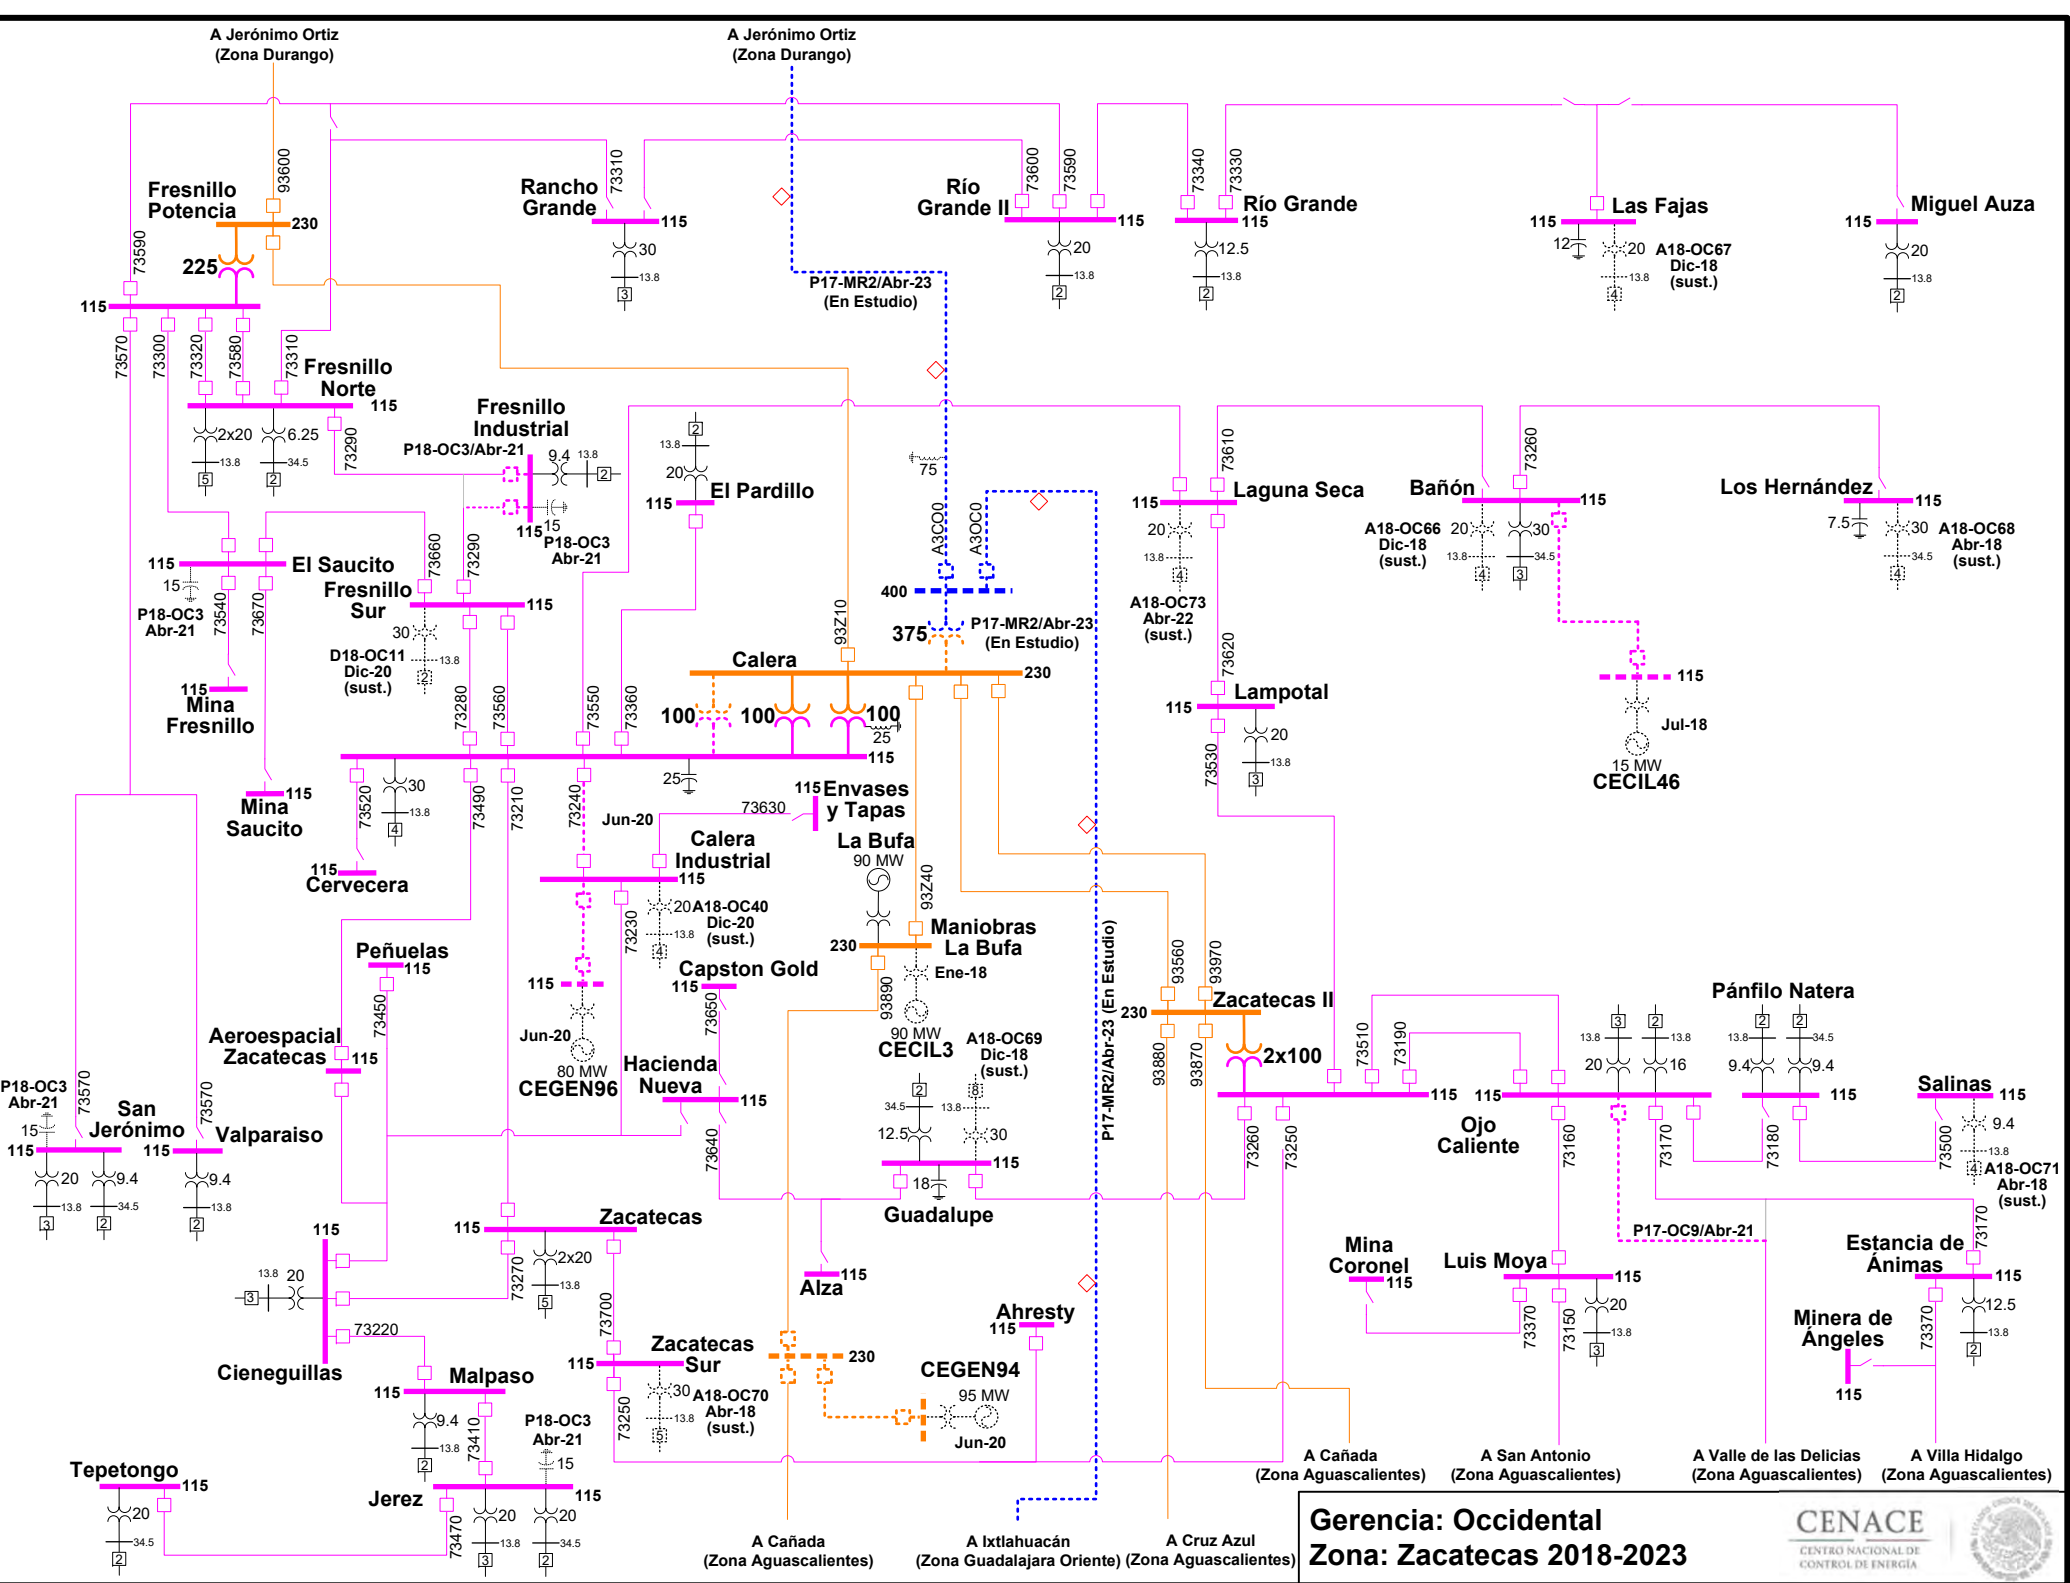 A Jerónimo Ortiz
(Zona Durango)
A Jerónimo Ortiz
(Zona Durango)
93600
73590
Fresnillo
Potencia
230
225
115
73570
73300
73320
73580
73310
Fresnillo
Norte
115
2x20
13.8
5
6.25
34.5
2
73290
Rancho
Grande
73310
115
30
13.8
3
Río
Grande II
73600
73590
115
20
13.8
2
73340
73330
Río Grande
115
12.5
13.8
2
Las Fajas
115
12
20
13.8
4
A18-OC67
Dic-18
(sust.)
Miguel Auza
115
20
13.8
2
P17-MR2/Abr-23
(En Estudio)
Fresnillo
Industrial
P18-OC3/Abr-21
9.4
13.8
2
115
15
P18-OC3
Abr-21
2
13.8
20
115
El Pardillo
75
A3CO0
A3OC0
400
375
P17-MR2/Abr-23
(En Estudio)
73610
Laguna Seca
115
20
13.8
4
A18-OC73
Abr-22
(sust.)
73620
Lampotal
115
20
13.8
3
73530
Bañón
73260
115
A18-OC66
Dic-18
(sust.)
20
13.8
4
30
34.5
3
115
Jul-18
15 MW
CECIL46
Los Hernández
115
7.5
30
34.5
4
A18-OC68
Abr-18
(sust.)
115
El Saucito
15
P18-OC3
Abr-21
73540
73670
115
Mina
Fresnillo
115
Mina
Saucito
73660
73290
Fresnillo
Sur
115
30
13.8
2
D18-OC11
Dic-20
(sust.)
73280
73560
73550
73360
93Z10
Calera
230
100
100
100
25
115
25
73520
30
13.8
4
115
Cervecera
73490
73210
73240
Jun-20
73630
115
Envases
y Tapas
Calera
Industrial
115
73230
20
13.8
4
A18-OC40
Dic-20
(sust.)
115
Jun-20
80 MW
CEGEN96
La Bufa
90 MW
93Z40
Maniobras
La Bufa
230
93890
Ene-18
90 MW
CECIL3
Peñuelas
115
73450
Aeroespacial
Zacatecas
115
Capston Gold
115
73650
Hacienda
Nueva
115
73640
A18-OC69
Dic-18
(sust.)
2
34.5
12.5
8
13.8
30
115
18
Guadalupe
115
Alza
P17-MR2/Abr-23 (En Estudio)
93560
93970
Zacatecas II
230
93880
93870
2x100
73510
73190
115
73260
73250
3
13.8
20
2
13.8
16
115
Ojo
Caliente
73160
73170
73180
Pánfilo Natera
2
13.8
9.4
2
34.5
9.4
115
Salinas
115
73500
9.4
13.8
4
A18-OC71
Abr-18
(sust.)
P17-OC9/Abr-21
P18-OC3
Abr-21
15
San
Jerónimo
73570
115
20
13.8
3
9.4
34.5
2
73570
Valparaiso
115
9.4
13.8
2
115
Cieneguillas
13.8
20
3
73220
Malpaso
115
9.4
13.8
2
73410
P18-OC3
Abr-21
15
Jerez
115
20
13.8
3
20
34.5
2
73470
Tepetongo
115
20
34.5
2
Zacatecas
115
2x20
13.8
5
73270
73700
Zacatecas
Sur
115
30
13.8
5
A18-OC70
Abr-18
(sust.)
73250
230
CEGEN94
95 MW
Jun-20
Ahresty
115
Mina
Coronel
115
Luis Moya
115
73370
73150
20
13.8
3
73170
Estancia de
Ánimas
115
12.5
13.8
2
73370
Minera de
Ángeles
115
A Cañada
(Zona Aguascalientes)
A San Antonio
(Zona Aguascalientes)
A Valle de las Delicias
(Zona Aguascalientes)
A Villa Hidalgo
(Zona Aguascalientes)
A Cañada
(Zona Aguascalientes)
A Ixtlahuacán
(Zona Guadalajara Oriente)
A Cruz Azul
(Zona Aguascalientes)
Gerencia: Occidental
Zona: Zacatecas 2018-2023
CENACE
CENTRO NACIONAL DE
CONTROL DE ENERGÍA